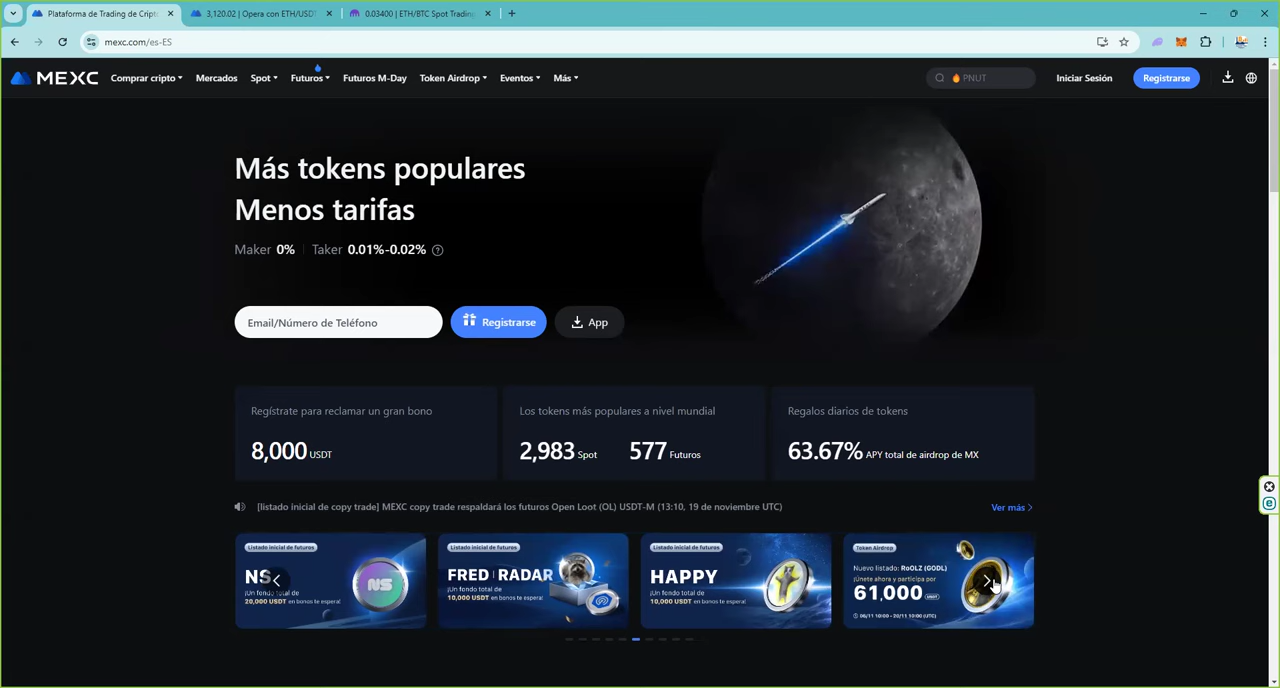 Plataforma de Trading de Cript
3,120.02 | Opera con ETH/USDT
0.03400 | ETH/BTC Spot Trading
mexc.com/es-ES
MEXC
Comprar cripto
Mercados
Spot
Futuros
Futuros M-Day
Token Airdrop
Eventos
Más
PNUT
Iniciar Sesión
Registrarse
Más tokens populares
Menos tarifas
Maker 0% Taker 0.01%-0.02% ?
Email/Número de Teléfono
Registrarse
App
Regístrate para reclamar un gran bono
8,000 USDT
Los tokens más populares a nivel mundial
2,983 Spot 577 Futuros
Regalos diarios de tokens
63.67% APY total de airdrop de MX
[listado inicial de copy trade] MEXC copy trade respaldará los futuros Open Loot (OL) USDT-M (13:10, 19 de noviembre UTC)
Ver más
Listado inicial de futuros
NS
¡Un fondo total de
20,000 USDT en bonos te espera!
NS
Listado inicial de futuros
FRED | RADAR
¡Un fondo total de
10,000 USDT en bonos te espera!
Listado inicial de futuros
HAPPY
¡Un fondo total de
10,000 USDT en bonos te espera!
Token Airdrop
Nuevo listado: RoOLZ (GODL)
¡Únete ahora y participa por
61,000 USDT
06/11 10:00 - 20/11 10:00 (UTC)